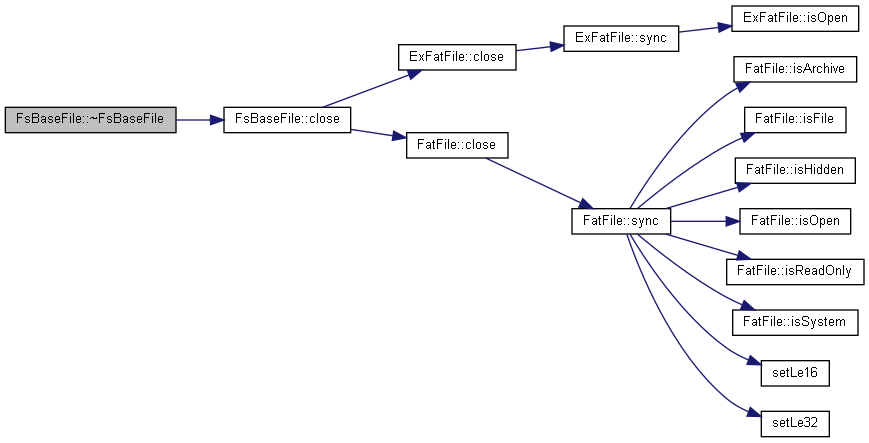 FsBaseFile::~FsBaseFile
FsBaseFile::close
ExFatFile::close
ExFatFile::sync
ExFatFile::isOpen
FatFile::close
FatFile::sync
FatFile::isArchive
FatFile::isFile
FatFile::isHidden
FatFile::isOpen
FatFile::isReadOnly
FatFile::isSystem
setLe16
setLe32